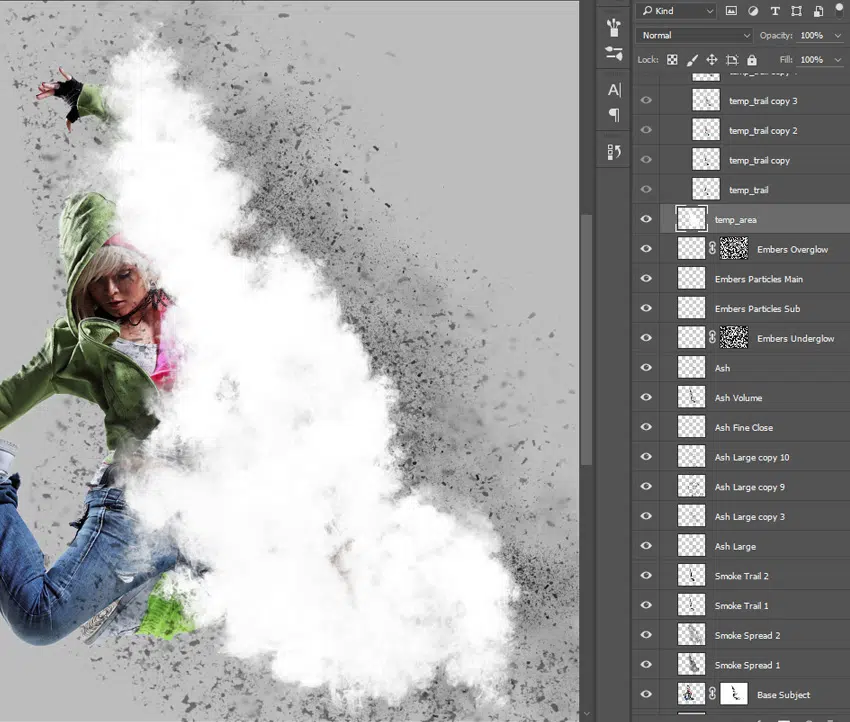 Kind
Normal
Opacity: 100%
Lock:
Fill: 100%
temp_trail copy 4
temp_trail copy 3
temp_trail copy 2
temp_trail copy
temp_trail
temp_area
Embers Overglow
Embers Particles Main
Embers Particles Sub
Embers Underglow
Ash
Ash Volume
Ash Fine Close
Ash Large copy 10
Ash Large copy 9
Ash Large copy 3
Ash Large
Smoke Trail 2
Smoke Trail 1
Smoke Spread 2
Smoke Spread 1
Base Subject